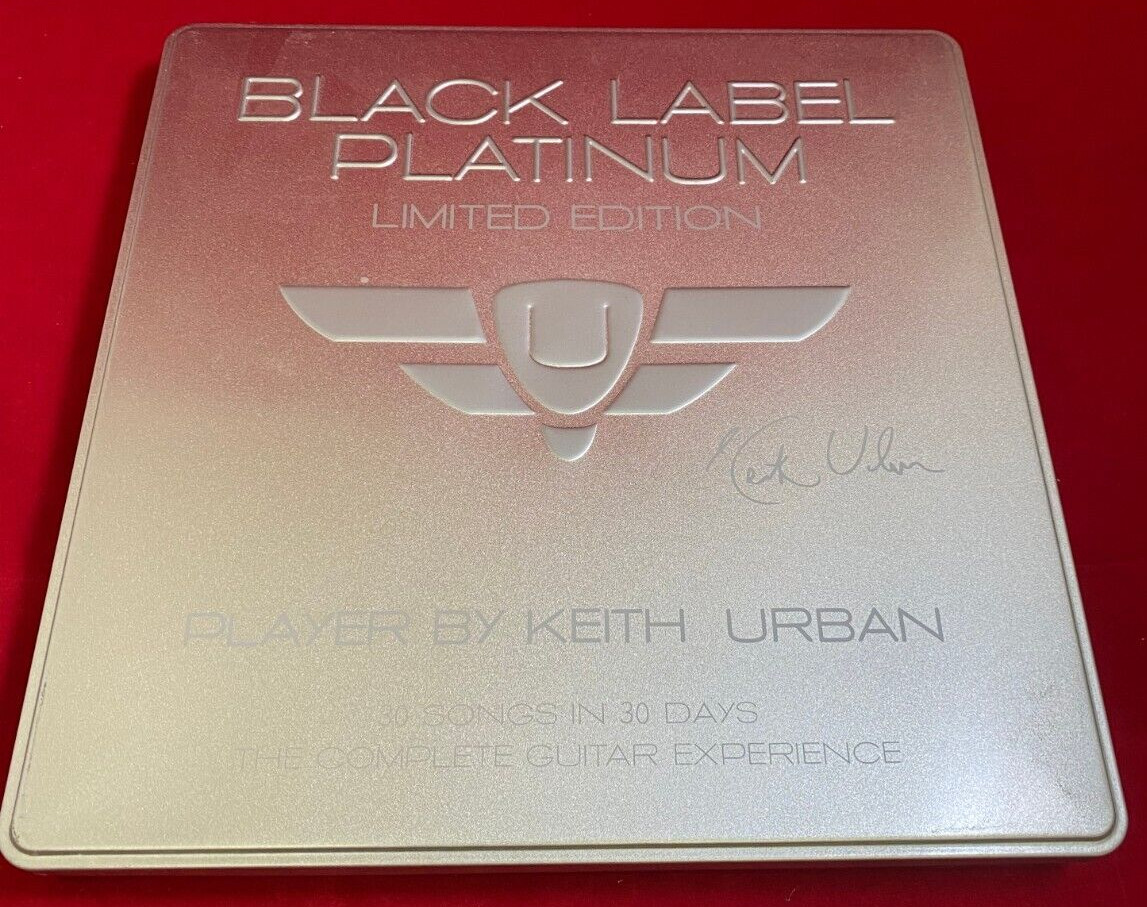 BLACK LABEL
PLATINUM
LIMITED EDITION
U
Keith Urban
PLAYER BY KEITH URBAN
30 SONGS IN 30 DAYS
THE COMPLETE GUITAR EXPERIENCE